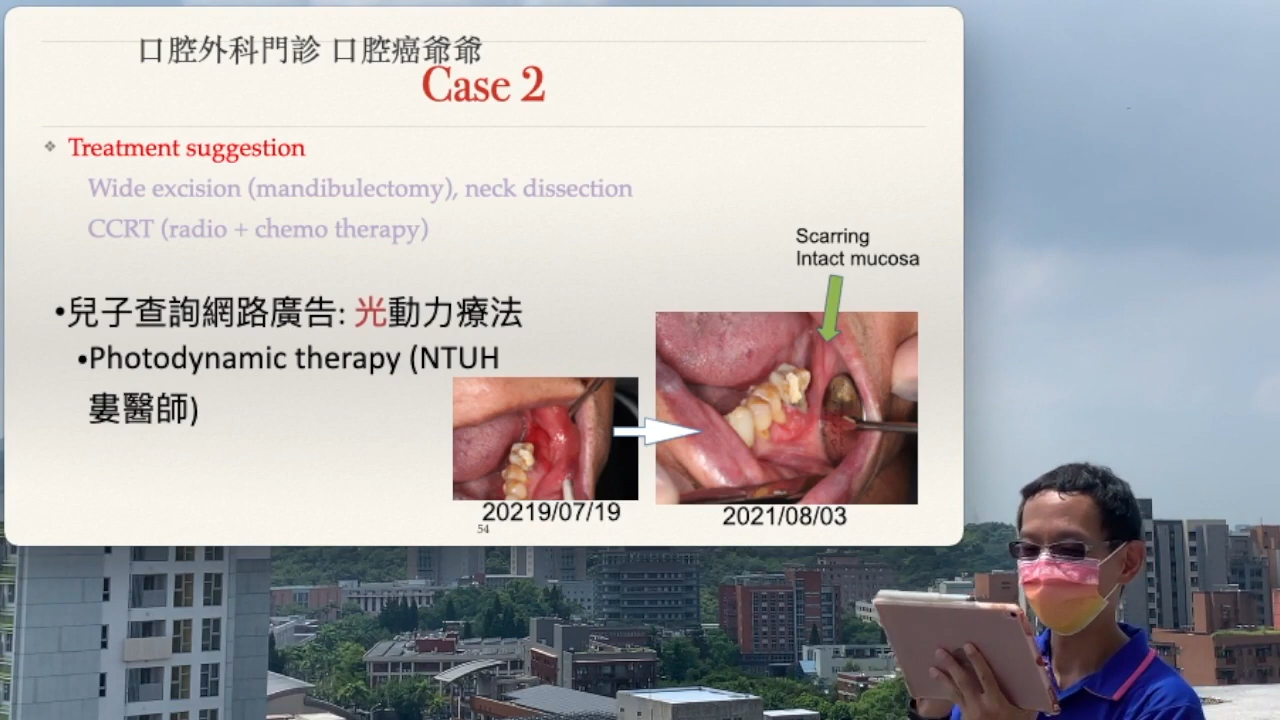 口腔外科門診 口腔癌爺爺
Case 2
Treatment suggestion
Wide excision (mandibulectomy), neck dissection
CCRT (radio + chemo therapy)
Scarring
Intact mucosa
•兒子查詢網路廣告: 光動力療法
•Photodynamic therapy (NTUH
婁醫師)
20219/07/19
2021/08/03
54